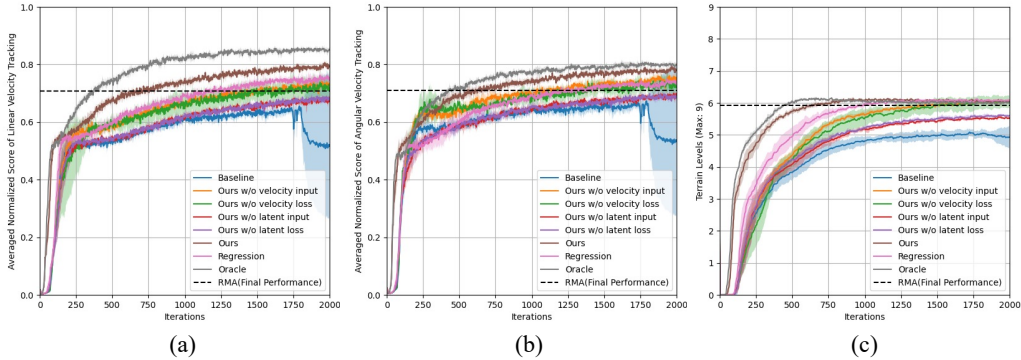 Averaged Normalized Score of Linear Velocity Tracking
1.0
0.8
0.6
0.4
0.2
0.0
0
250
500
750
1000
1250
1500
1750
2000
Iterations
Baseline
Ours w/o velocity input
Ours w/o velocity loss
Ours w/o latent input
Ours w/o latent loss
Ours
Regression
Oracle
RMA(Final Performance)
(a)
Averaged Normalized Score of Angular Velocity Tracking
1.0
0.8
0.6
0.4
0.2
0.0
0
250
500
750
1000
1250
1500
1750
2000
Iterations
Baseline
Ours w/o velocity input
Ours w/o velocity loss
Ours w/o latent input
Ours w/o latent loss
Ours
Regression
Oracle
RMA(Final Performance)
(b)
Terrain Levels (Max: 9)
9
8
7
6
5
4
3
2
1
0
0
250
500
750
1000
1250
1500
1750
2000
Iterations
Baseline
Ours w/o velocity input
Ours w/o velocity loss
Ours w/o latent input
Ours w/o latent loss
Ours
Regression
Oracle
RMA(Final Performance)
(c)